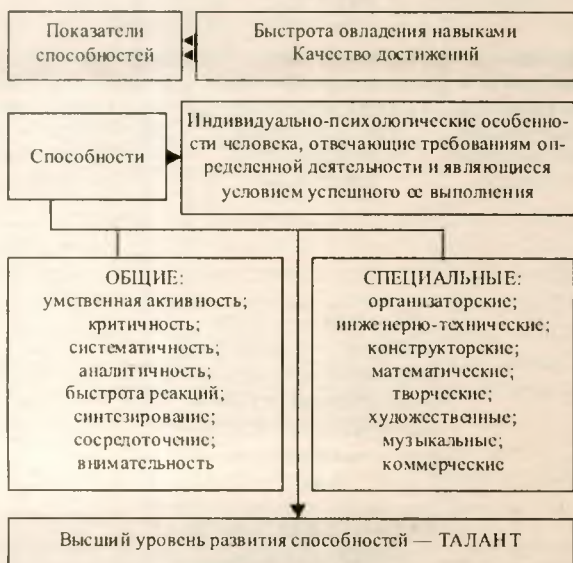 Показатели
способностей
Быстрота овладения навыками
Качество достижений
Способности
Индивидуально-психологические особенно-
сти человека, отвечающие требованиям оп-
ределенной деятельности и являющиеся
условием успешного ее выполнения
ОБЩИЕ:
умственная активность;
критичность;
систематичность;
аналитичность;
быстрота реакций;
синтезирование;
сосредоточение;
внимательность
СПЕЦИАЛЬНЫЕ:
организаторские;
инженерно-технические;
конструкторские;
математические;
творческие;
художественные;
музыкальные;
коммерческие
Высший уровень развития способностей — ТАЛАНТ